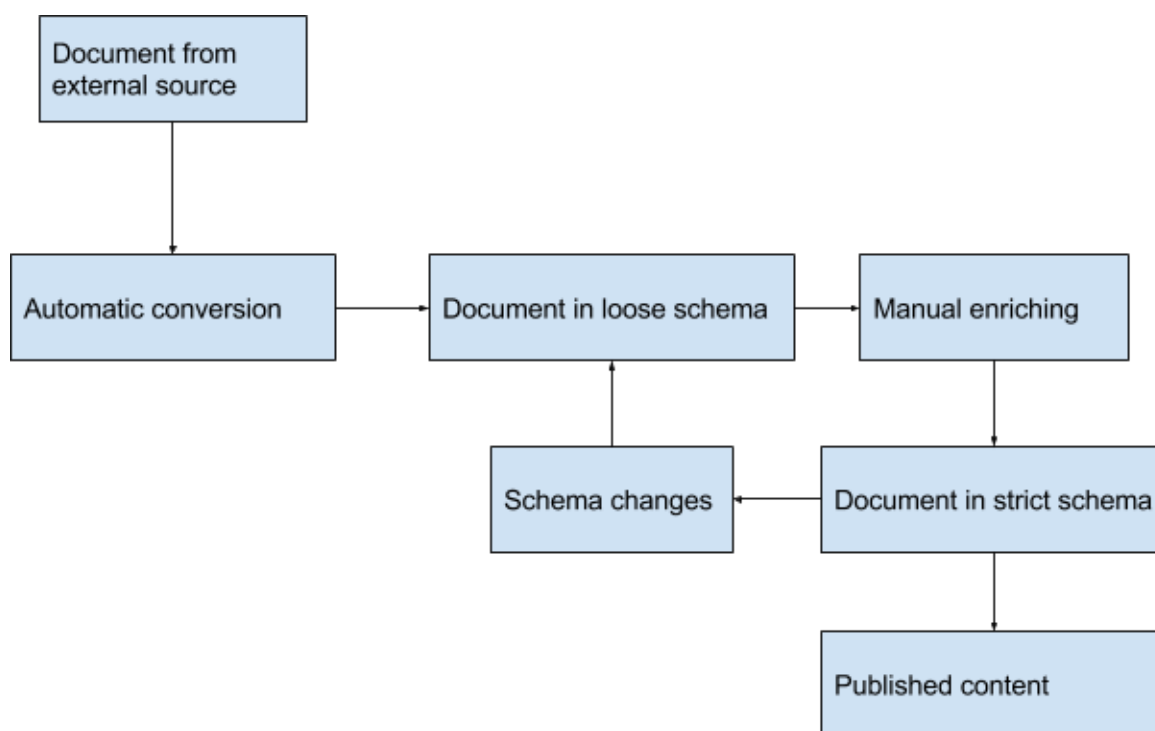 Document from
external source
Automatic conversion
Document in loose schema
Manual enriching
Schema changes
Document in strict schema
Published content